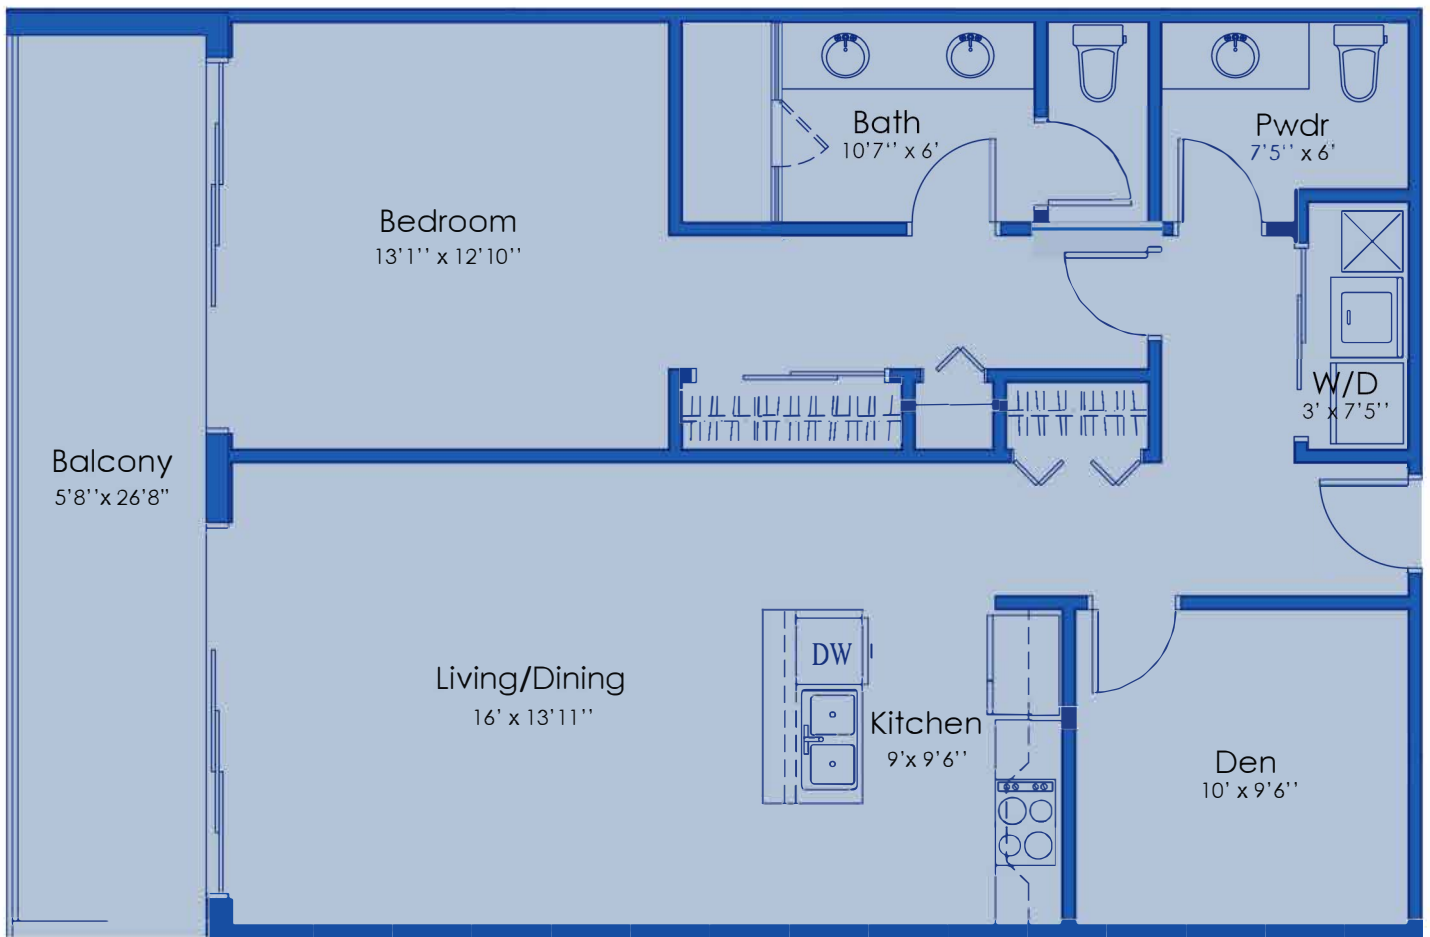 Bath
10'7'' x 6'
Pwdr
7'5'' x 6'
Bedroom
13'1'' x 12'10''
W/D
3' x 7'5''
Balcony
5'8''x 26'8"
Living/Dining
16' x 13'11''
DW
Kitchen
9'x 9'6''
Den
10' x 9'6''